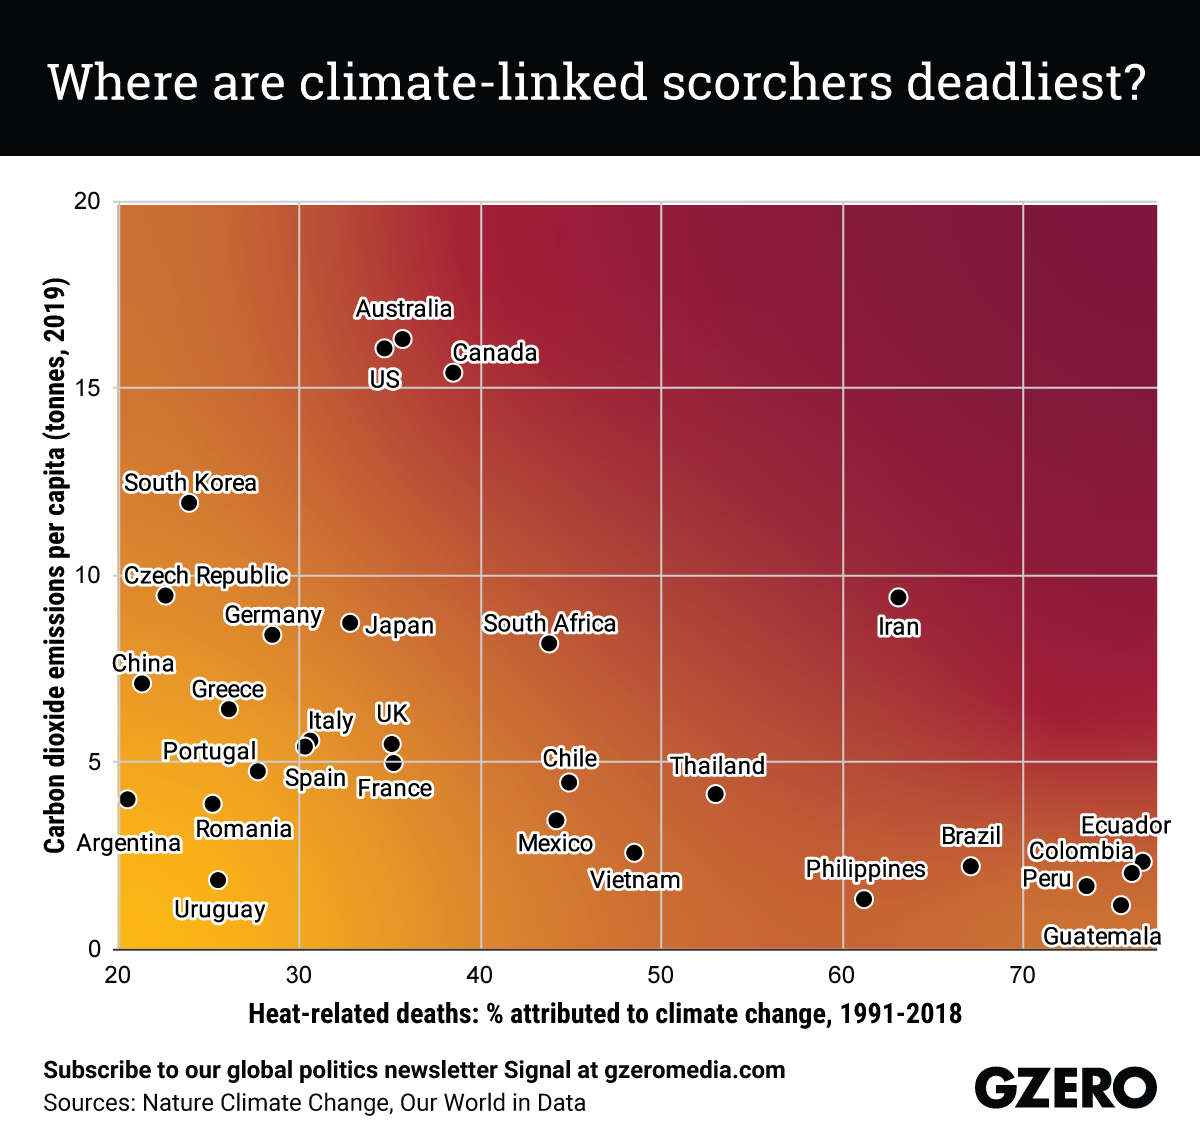 Where are climate-linked scorchers deadliest?
Carbon dioxide emissions per capita (tonnes, 2019)
20
15
10
5
0
Australia
US
Canada
South Korea
Czech Republic
Germany
Japan
South Africa
Iran
China
Greece
Italy
UK
Portugal
Spain
France
Chile
Thailand
Argentina
Romania
Mexico
Vietnam
Uruguay
Philippines
Brazil
Ecuador
Colombia
Peru
Guatemala
20
30
40
50
60
70
Heat-related deaths: % attributed to climate change, 1991-2018
Subscribe to our global politics newsletter Signal at gzeromedia.com
Sources: Nature Climate Change, Our World in Data
GZERO